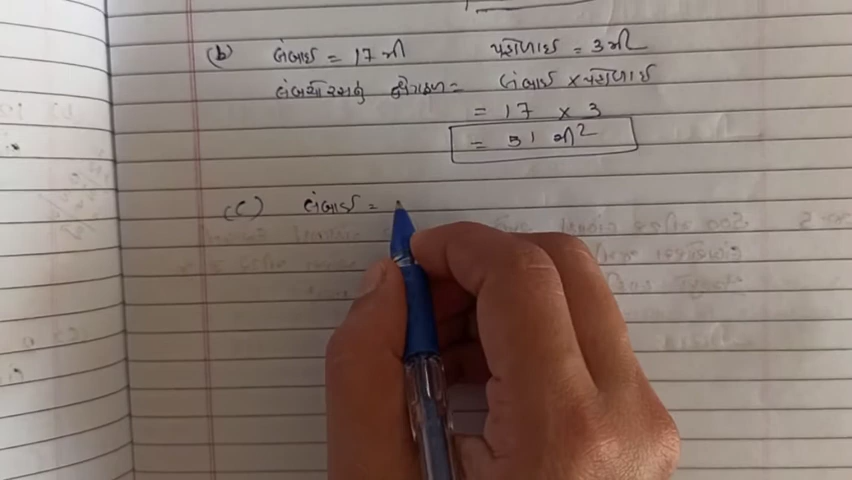 (b) લંબાઈ = 17 મી પહોળાઈ = 3 મી
લંબચોરસનું ક્ષેત્રફળ = લંબાઈ × પહોળાઈ
= 17 × 3
= 51 મી²
(c) લંબાઈ =